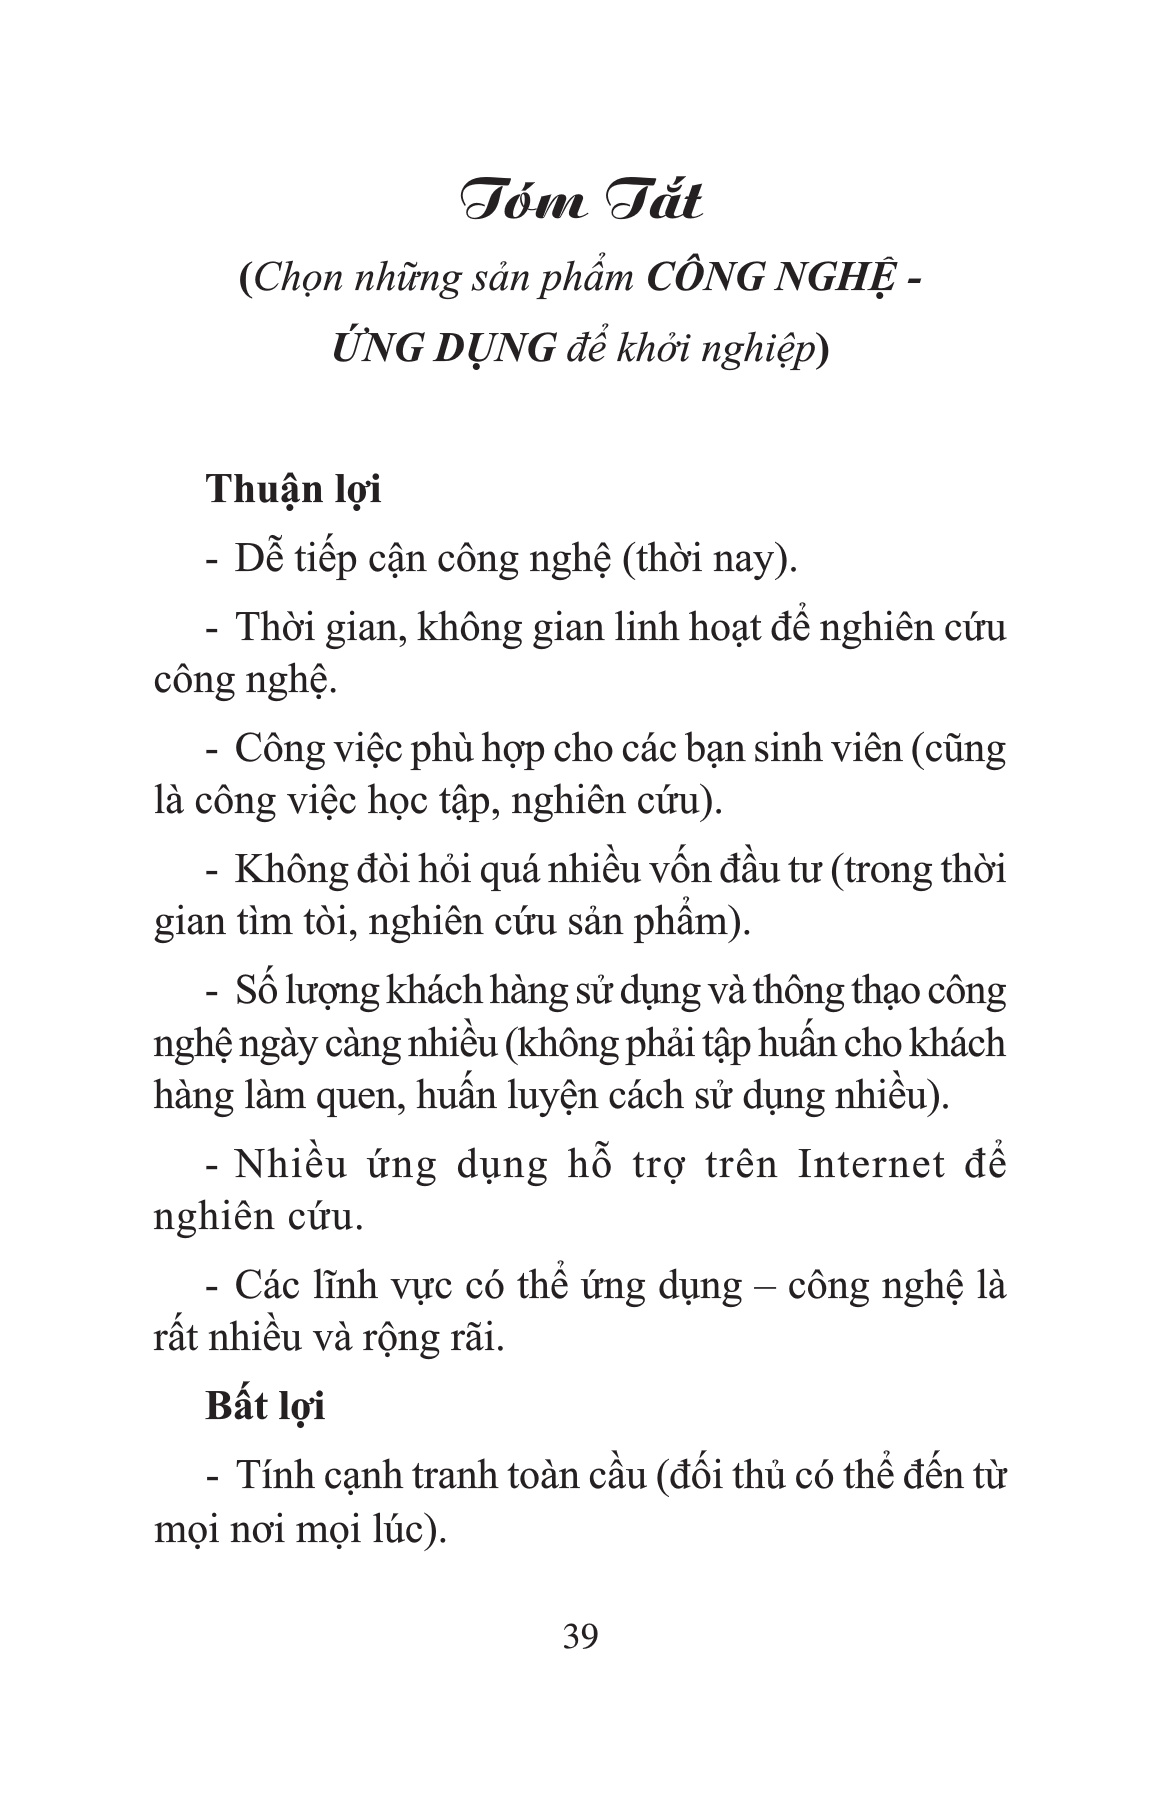 Tóm Tắt
(Chọn những sản phẩm CÔNG NGHỆ -
ỨNG DỤNG để khởi nghiệp)
Thuận lợi
- Dễ tiếp cận công nghệ (thời nay).
- Thời gian, không gian linh hoạt để nghiên cứu
công nghệ.
- Công việc phù hợp cho các bạn sinh viên (cũng
là công việc học tập, nghiên cứu).
- Không đòi hỏi quá nhiều vốn đầu tư (trong thời
gian tìm tòi, nghiên cứu sản phẩm).
- Số lượng khách hàng sử dụng và thông thạo công
nghệ ngày càng nhiều (không phải tập huấn cho khách
hàng làm quen, huấn luyện cách sử dụng nhiều).
- Nhiều ứng dụng hỗ trợ trên Internet để
nghiên cứu.
- Các lĩnh vực có thể ứng dụng – công nghệ là
rất nhiều và rộng rãi.
Bất lợi
- Tính cạnh tranh toàn cầu (đối thủ có thể đến từ
mọi nơi mọi lúc).
39